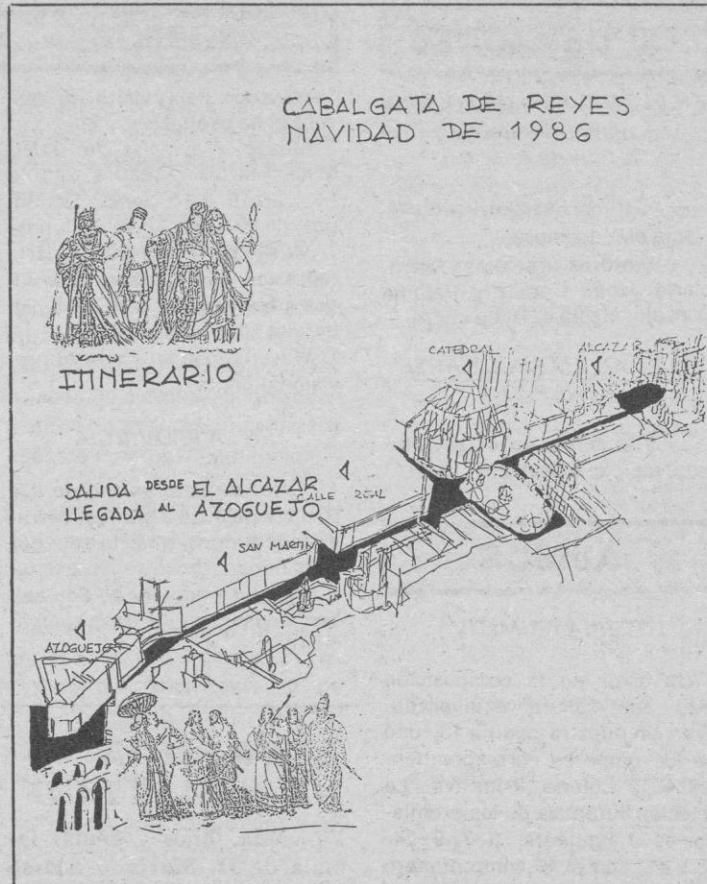 CABALGATA DE REYES
NAVIDAD DE 1986
ITINERARIO
CATEDRAL
ALCAZAR
SALIDA DESDE EL ALCAZAR
LLEGADA AL AZOGUEJO
CALLE REAL
SAN MARTIN
AZOGUEJO